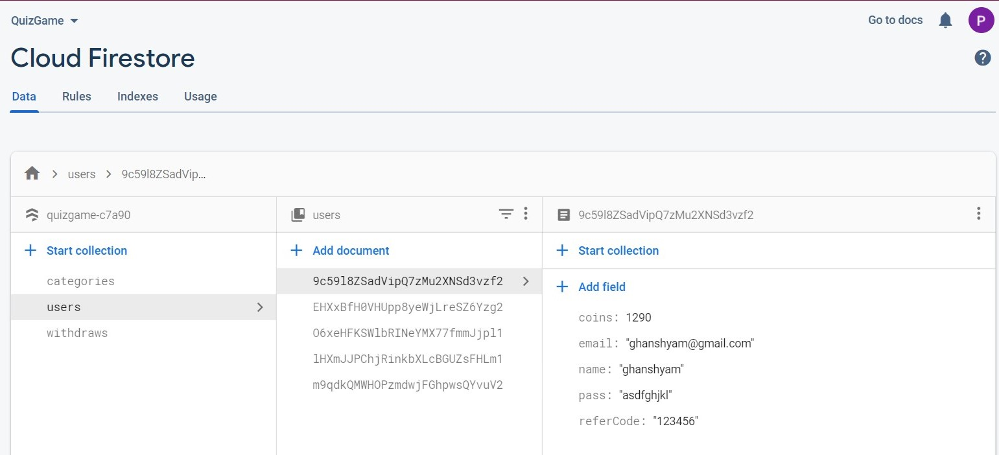 QuizGame
Go to docs
P
Cloud Firestore
?
Data Rules Indexes Usage
users 9c59l8ZSadVip...
quizgame-c7a90
Start collection
categories
users
withdraws
users
Add document
9c59l8ZSadVipQ7zMu2XNSd3vzf2
EHXxBfH0VHUpp8yeWjLreSZ6Yzg2
O6xeHFKSWlbRINeYMX77fmmJjpl1
lHXmJJPChjRinkbXLcBGUZsFHLm1
m9qdkQMWHOPzmdwjFGhpwsQYvuV2
9c59l8ZSadVipQ7zMu2XNSd3vzf2
Start collection
Add field
coins: 1290
email: "ghanshyam@gmail.com"
name: "ghanshyam"
pass: "asdfghjkl"
referCode: "123456"